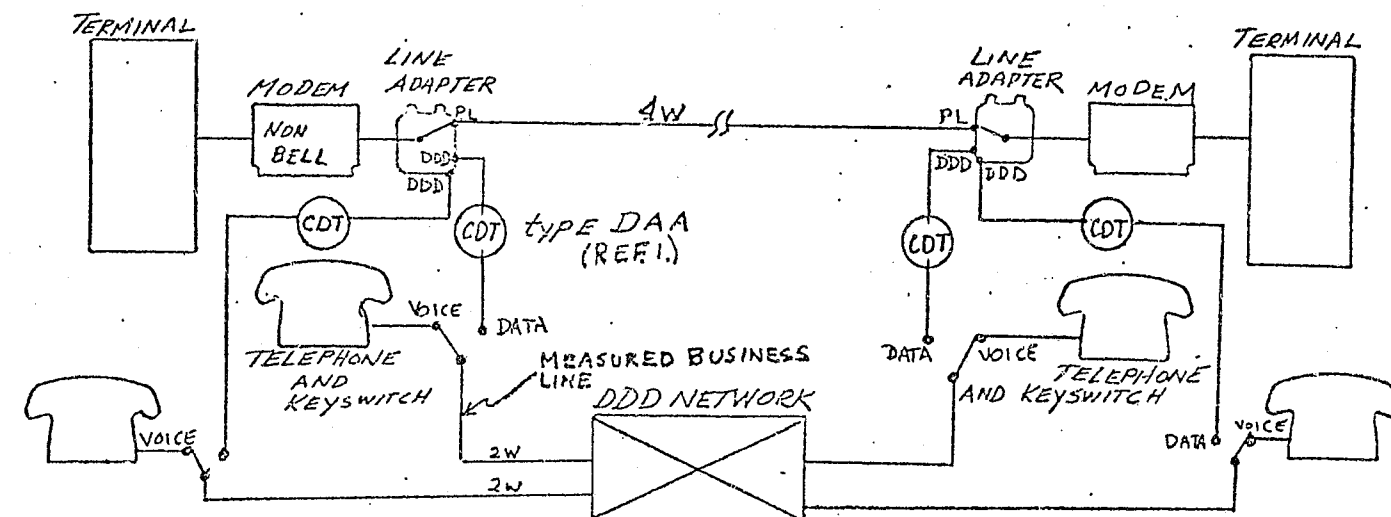 TERMINAL
LINE
ADAPTER
MODEM
NON
BELL
PL
DDD
DDD
4W
LINE
ADAPTER
MODEM
TERMINAL
PL
DDD
DDD
CDT
CDT
type DAA
(REF.1.)
CDT
CDT
VOICE
DATA
TELEPHONE
AND
KEYSWITCH
MEASURED BUSINESS
LINE
DDD NETWORK
DATA
VOICE
TELEPHONE
AND KEYSWITCH
VOICE
2W
2W
DATA
VOICE